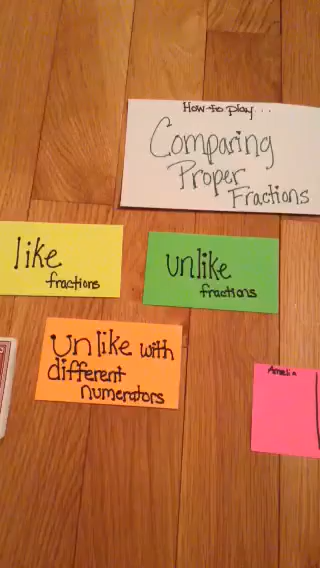 How to play...
Comparing
Proper
Fractions
like
fractions
unlike
fractions
Unlike with
different
numerators
Amelia